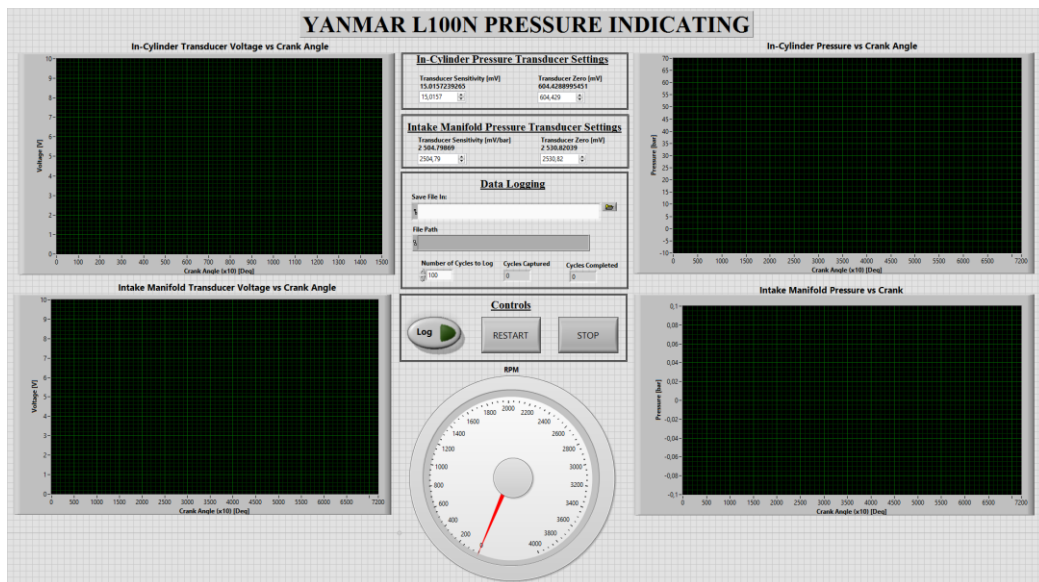 YANMAR L100N PRESSURE INDICATING
In-Cylinder Transducer Voltage vs Crank Angle
10
9
8
7
6
5
4
3
2
1
0
Voltage [V]
0 100 200 300 400 500 600 700 800 900 1000 1100 1200 1300 1500
Crank Angle (x10) [Deg]
In-Cylinder Pressure Transducer Settings
Transducer Sensitivity [mV] Transducer Zero [mV]
15.0157239265 604.4288995451
15,0157 604,429
Intake Manifold Pressure Transducer Settings
Transducer Sensitivity [mV/bar] Transducer Zero [mV]
2 504.79869 2 530.82039
2504,79 2530,82
Data Logging
Save File In:
File Path
Number of Cycles to Log Cycles Captured Cycles Completed
100 0 0
In-Cylinder Pressure vs Crank Angle
70
65
60
55
50
45
40
35
30
25
20
15
10
5
0
-5
-10
Pressure [bar]
0 500 1000 1500 2000 2500 3000 3500 4000 4500 5000 5500 6000 6500 7200
Crank Angle (x10) [Deg]
Intake Manifold Transducer Voltage vs Crank Angle
10
9
8
7
6
5
4
3
2
1
0
Voltage [V]
0 500 1000 1500 2000 2500 3000 3500 4000 4500 5000 5500 6000 6500 7200
Crank Angle (x10) [Deg]
Controls
Log RESTART STOP
RPM
0 200 400 600 800 1000 1200 1400 1600 1800 2000 2200 2400 2600 2800 3000 3200 3400 3600 3800 4000
Intake Manifold Pressure vs Crank
0,1
0,08
0,06
0,04
0,02
0
-0,02
-0,04
-0,06
-0,08
-0,1
Pressure [bar]
0 500 1000 1500 2000 2500 3000 3500 4000 4500 5000 5500 6000 6500 7200
Crank Angle (x10) [Deg]